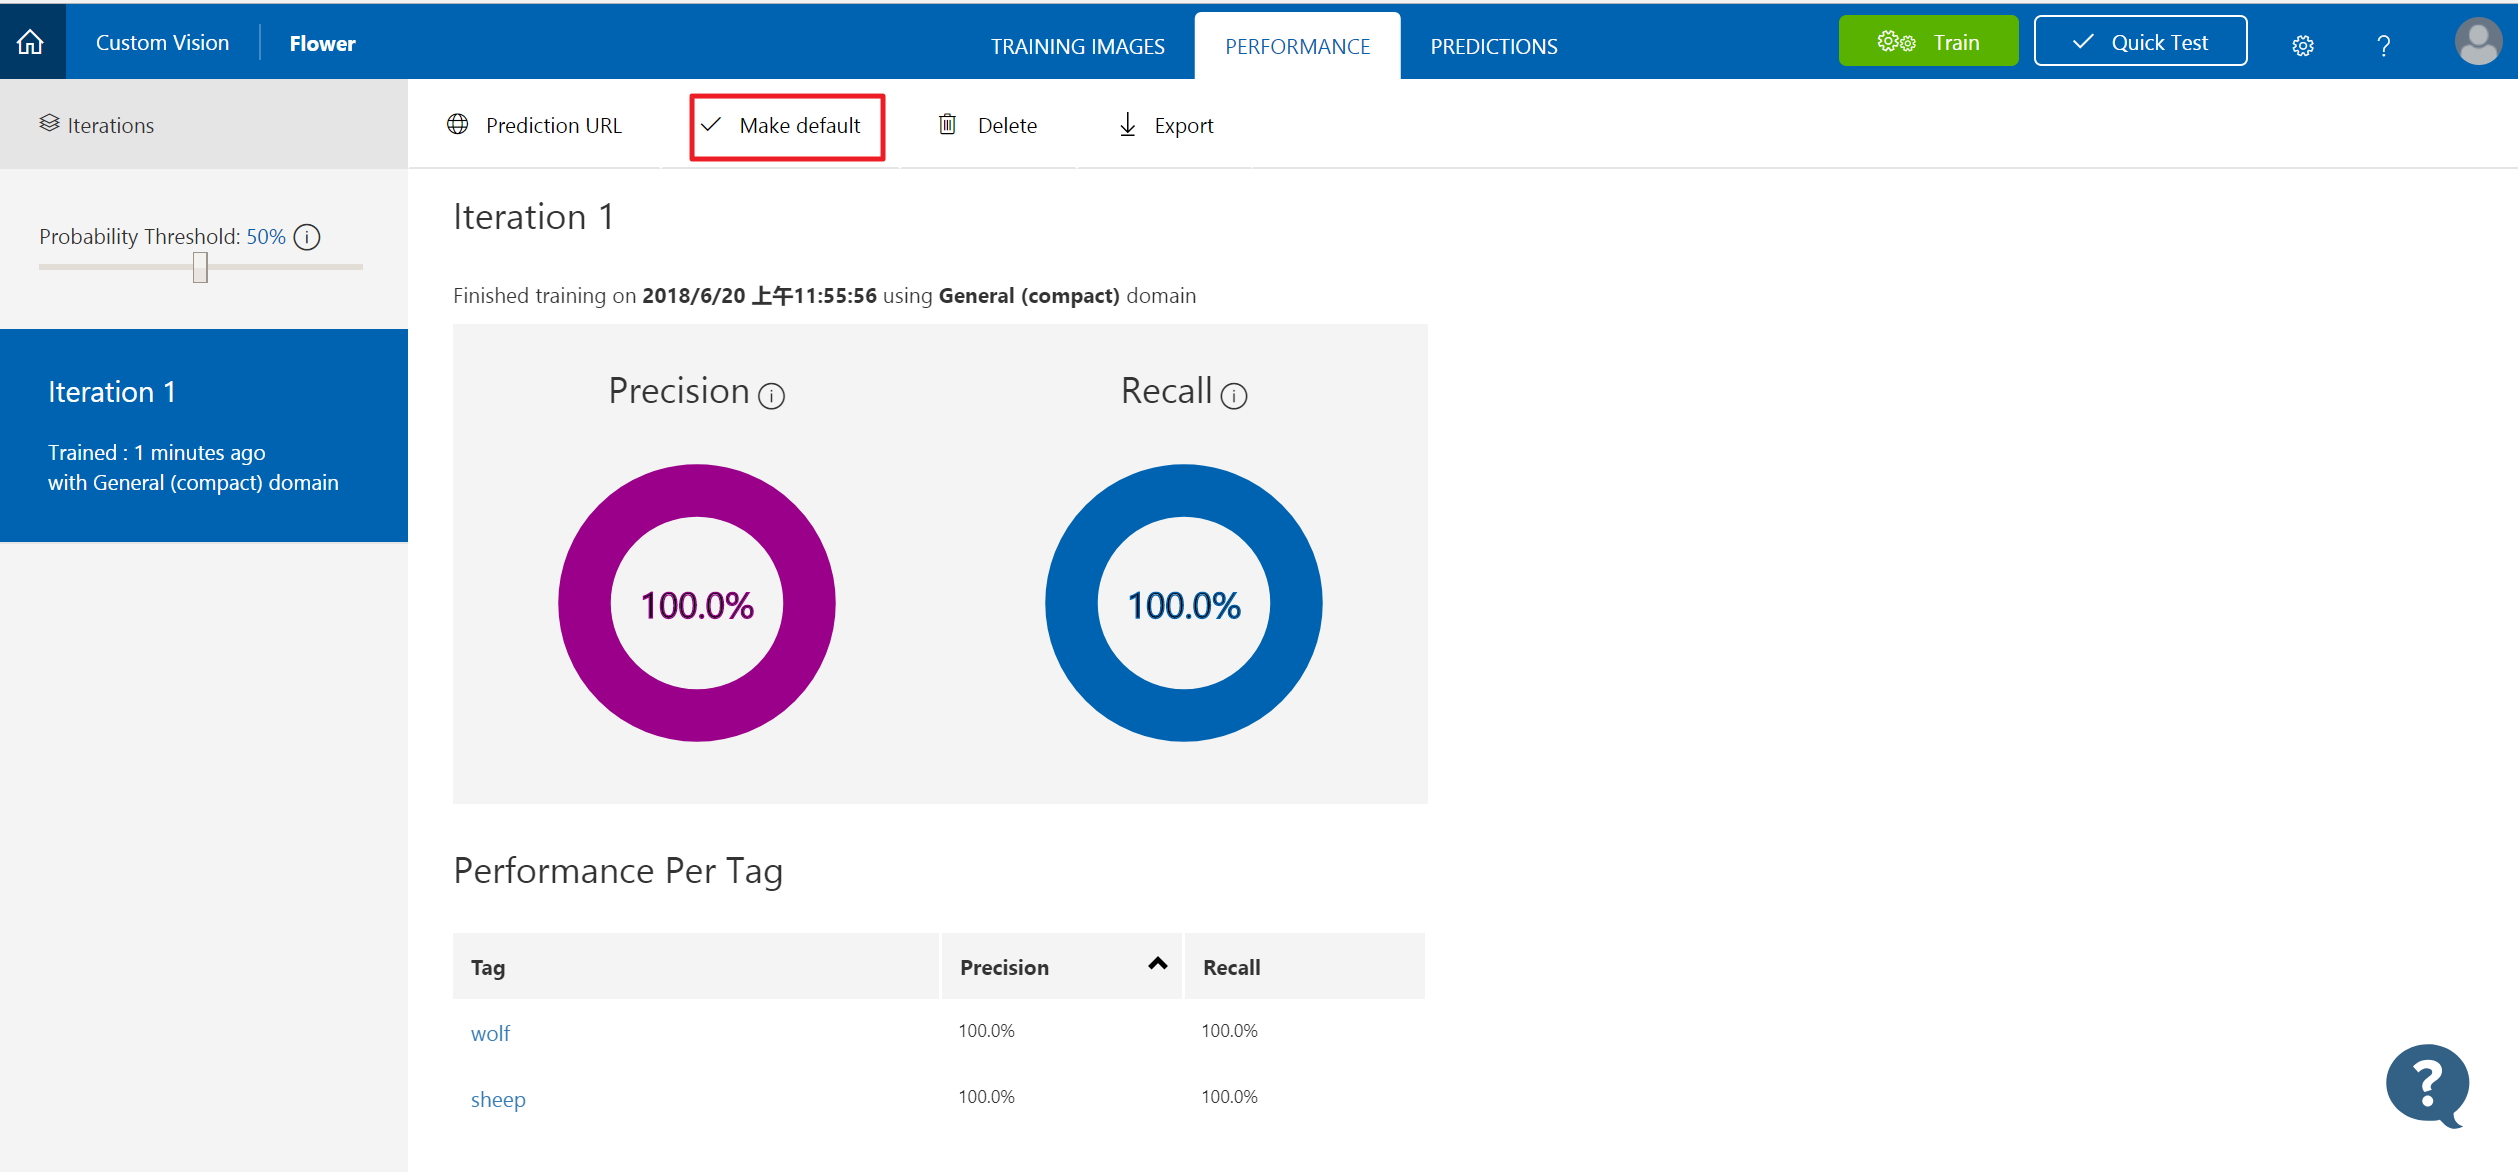 Custom Vision Flower TRAINING IMAGES PERFORMANCE PREDICTIONS Train Quick Test ?
Iterations
Prediction URL Make default Delete Export
Probability Threshold: 50% i
Iteration 1
Trained : 1 minutes ago
with General (compact) domain
Iteration 1
Finished training on 2018/6/20 上午11:55:56 using General (compact) domain
Precision i Recall i
100.0% 100.0%
Performance Per Tag
Tag Precision Recall
wolf 100.0% 100.0%
sheep 100.0% 100.0%
?